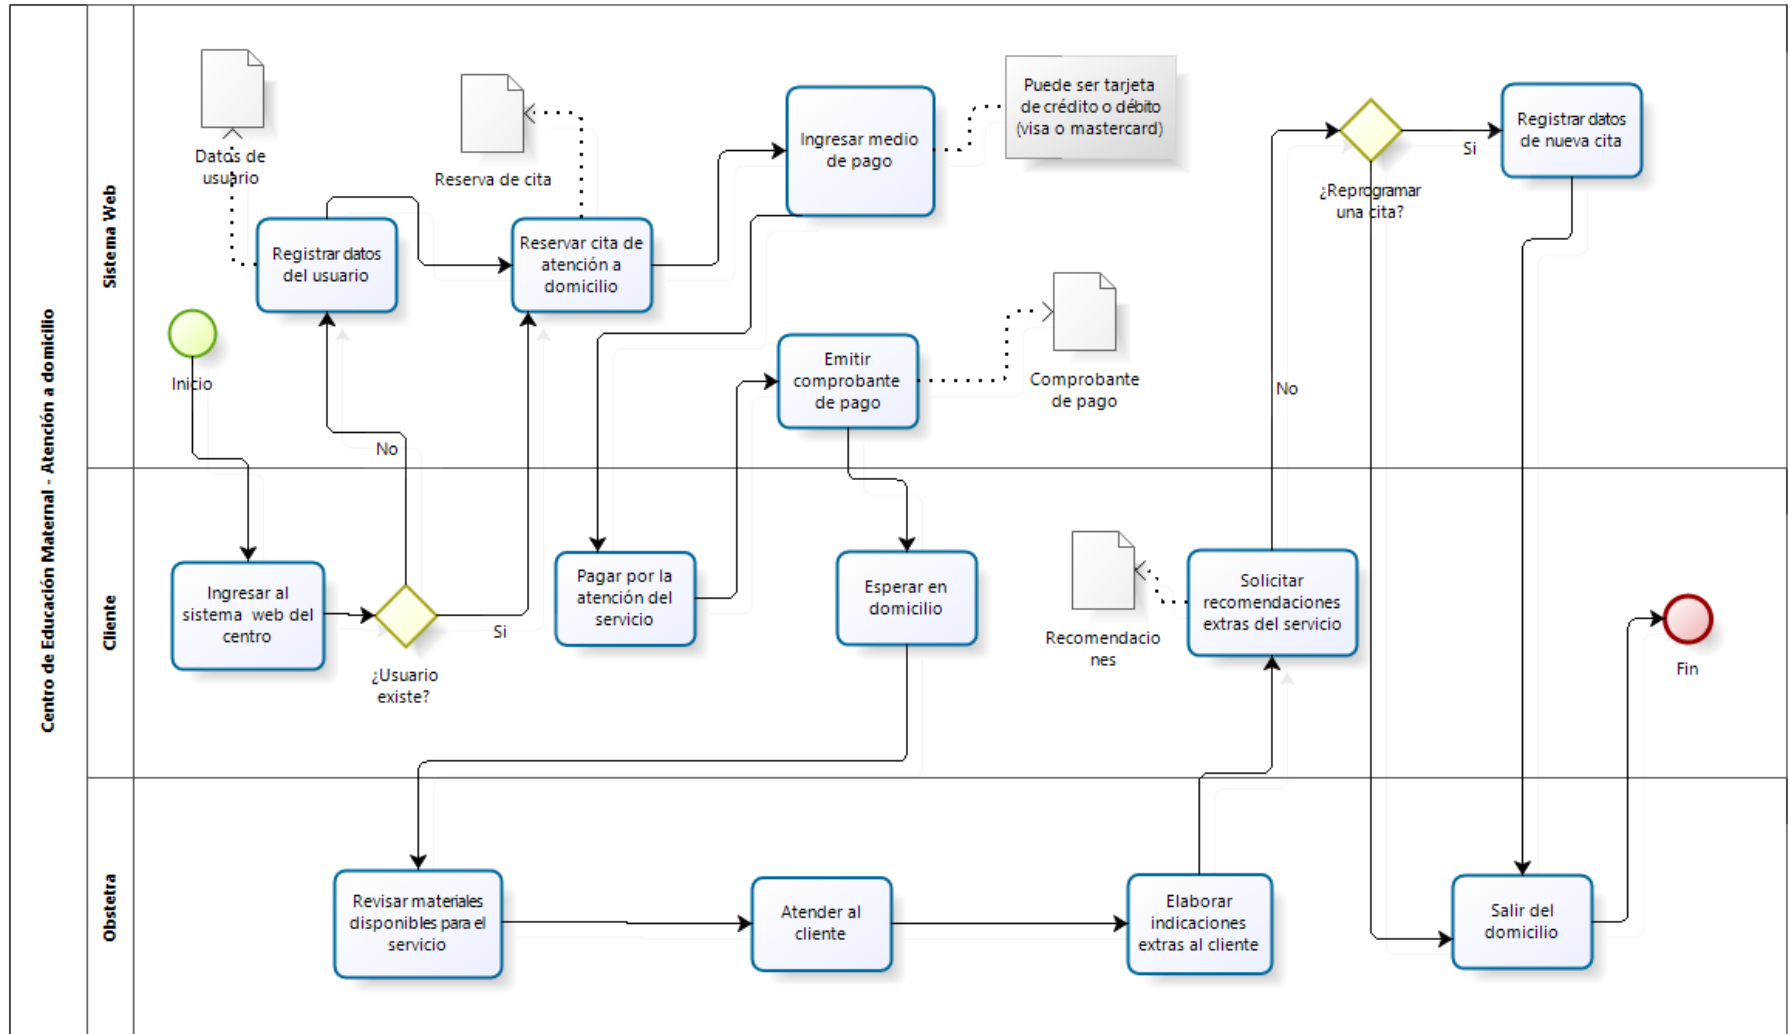 Centro de Educación Maternal - Atención a domicilio
Sistema Web
Datos de
usuario
Reserva de cita
Ingresar medio
de pago
Puede ser tarjeta
de crédito o débito
(visa o mastercard)
¿Reprogramar
una cita?
Si
Registrar datos
de nueva cita
Registrar datos
del usuario
Reservar cita de
atención a
domicilio
Inicio
No
Emitir
comprobante
de pago
Comprobante
de pago
No
Cliente
Ingresar al
sistema web del
centro
¿Usuario
existe?
Si
Pagar por la
atención del
servicio
Esperar en
domicilio
Recomendacio
nes
Solicitar
recomendaciones
extras del servicio
Fin
Obstetra
Revisar materiales
disponibles para el
servicio
Atender al
cliente
Elaborar
indicaciones
extras al cliente
Salir del
domicilio